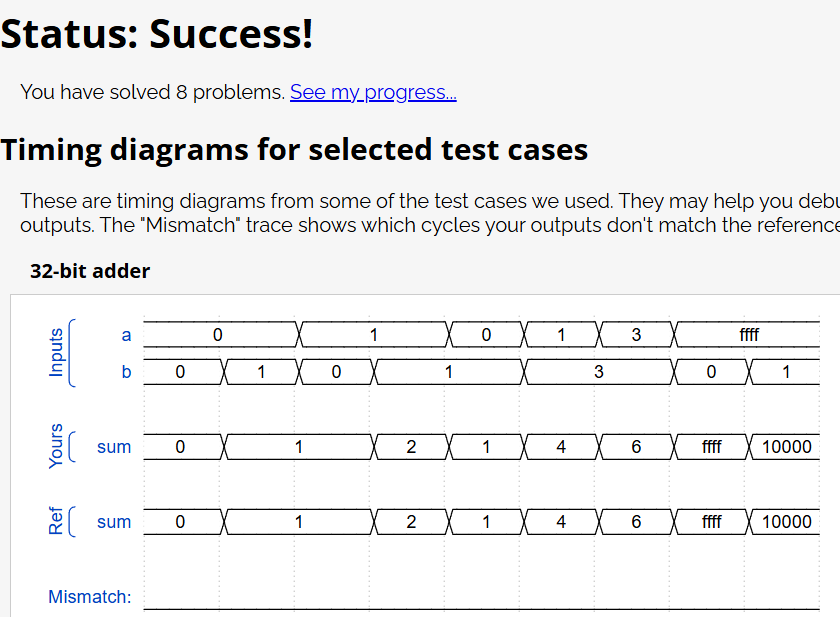 Status: Success!
You have solved 8 problems. See my progress...
Timing diagrams for selected test cases
These are timing diagrams from some of the test cases we used. They may help you debu
outputs. The "Mismatch" trace shows which cycles your outputs don't match the reference
32-bit adder
Inputs
a 0 1 0 1 3 ffff
b 0 1 0 1 3 0 1
Yours
sum 0 1 2 1 4 6 ffff 10000
Ref
sum 0 1 2 1 4 6 ffff 10000
Mismatch: